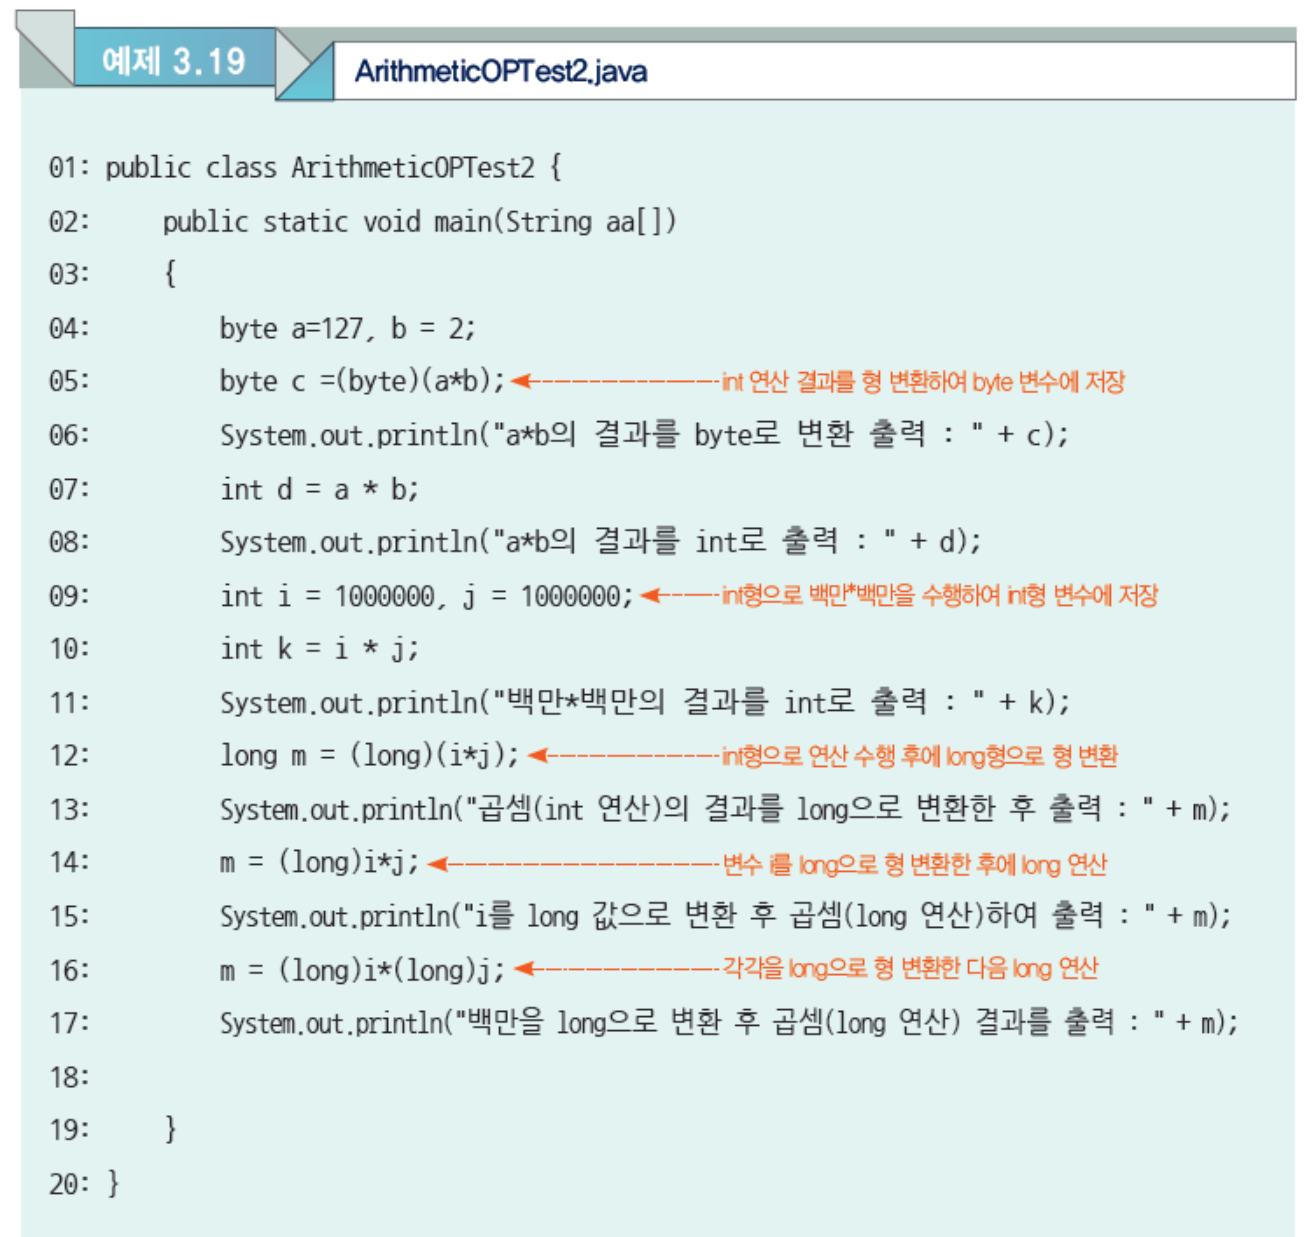 예제 3.19
ArithmeticOPTest2.java
01: public class ArithmeticOPTest2 {
02: public static void main(String aa[])
03: {
04: byte a=127, b = 2;
05: byte c =(byte)(a*b); int 연산 결과를 형 변환하여 byte 변수에 저장
06: System.out.println("a*b의 결과를 byte로 변환 출력 : " + c);
07: int d = a * b;
08: System.out.println("a*b의 결과를 int로 출력 : " + d);
09: int i = 1000000, j = 1000000; int형으로 백만*백만을 수행하여 int형 변수에 저장
10: int k = i * j;
11: System.out.println("백만*백만의 결과를 int로 출력 : " + k);
12: long m = (long)(i*j); int형으로 연산 수행 후에 long형으로 형 변환
13: System.out.println("곱셈(int 연산)의 결과를 long으로 변환한 후 출력 : " + m);
14: m = (long)i*j; 변수 i를 long으로 형 변환한 후에 long 연산
15: System.out.println("i를 long 값으로 변환 후 곱셈(long 연산)하여 출력 : " + m);
16: m = (long)i*(long)j; 각각을 long으로 형 변환한 다음 long 연산
17: System.out.println("백만을 long으로 변환 후 곱셈(long 연산) 결과를 출력 : " + m);
18:
19: }
20: }